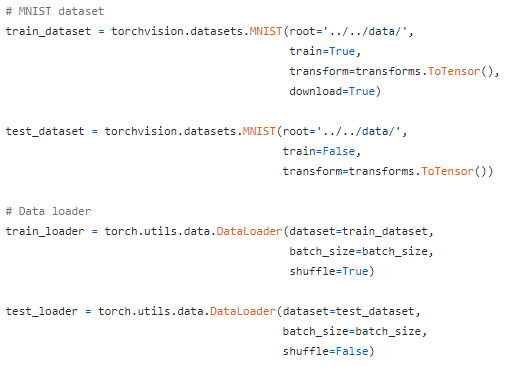 # MNIST dataset
train_dataset = torchvision.datasets.MNIST(root='../../data/',
train=True,
transform=transforms.ToTensor(),
download=True)
test_dataset = torchvision.datasets.MNIST(root='../../data/',
train=False,
transform=transforms.ToTensor())
# Data loader
train_loader = torch.utils.data.DataLoader(dataset=train_dataset,
batch_size=batch_size,
shuffle=True)
test_loader = torch.utils.data.DataLoader(dataset=test_dataset,
batch_size=batch_size,
shuffle=False)